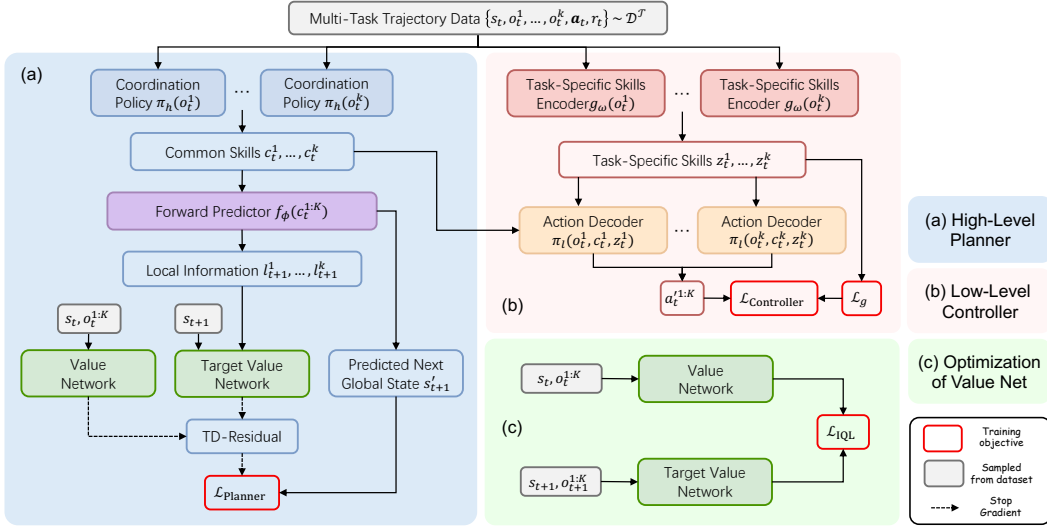 Multi-Task Trajectory Data {s_t, o_t^1, …, o_t^k, a_t, r_t} ~ 𝒟^𝒯
(a)
Coordination
Policy π_h(o_t^1)
...
Coordination
Policy π_h(o_t^k)
Common Skills c_t^1, …, c_t^k
Forward Predictor f_ϕ(c_t^{1:K})
Local Information l_{t+1}^1, …, l_{t+1}^k
s_t, o_t^{1:K}
s_{t+1}
Value
Network
Target Value
Network
Predicted Next
Global State s'_{t+1}
TD-Residual
ℒ_Planner
Task-Specific Skills
Encoder g_ω(o_t^1)
...
Task-Specific Skills
Encoder g_ω(o_t^k)
Task-Specific Skills z_t^1, …, z_t^k
Action Decoder
π_l(o_t^1, c_t^1, z_t^1)
...
Action Decoder
π_l(o_t^k, c_t^k, z_t^k)
(b)
a'_t^{1:K}
ℒ_Controller
ℒ_g
(c)
s_t, o_t^{1:K}
Value
Network
ℒ_IQL
s_{t+1}, o_{t+1}^{1:K}
Target Value
Network
(a) High-Level
Planner
(b) Low-Level
Controller
(c) Optimization
of Value Net
Training
objective
Sampled
from dataset
Stop
Gradient